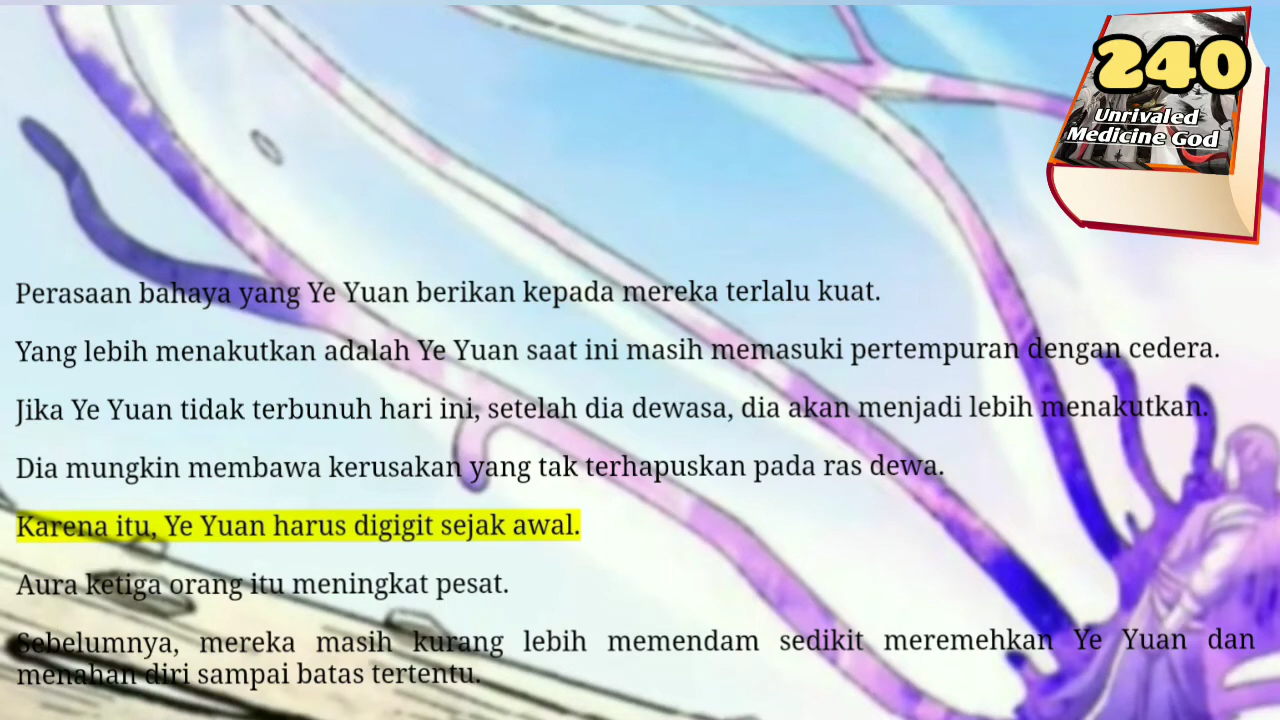 240
Unrivaled
Medicine God
Perasaan bahaya yang Ye Yuan berikan kepada mereka terlalu kuat.
Yang lebih menakutkan adalah Ye Yuan saat ini masih memasuki pertempuran dengan cedera.
Jika Ye Yuan tidak terbunuh hari ini, setelah dia dewasa, dia akan menjadi lebih menakutkan.
Dia mungkin membawa kerusakan yang tak terhapuskan pada ras dewa.
Karena itu, Ye Yuan harus digigit sejak awal.
Aura ketiga orang itu meningkat pesat.
Sebelumnya, mereka masih kurang lebih memendam sedikit meremehkan Ye Yuan dan
menahan diri sampai batas tertentu.